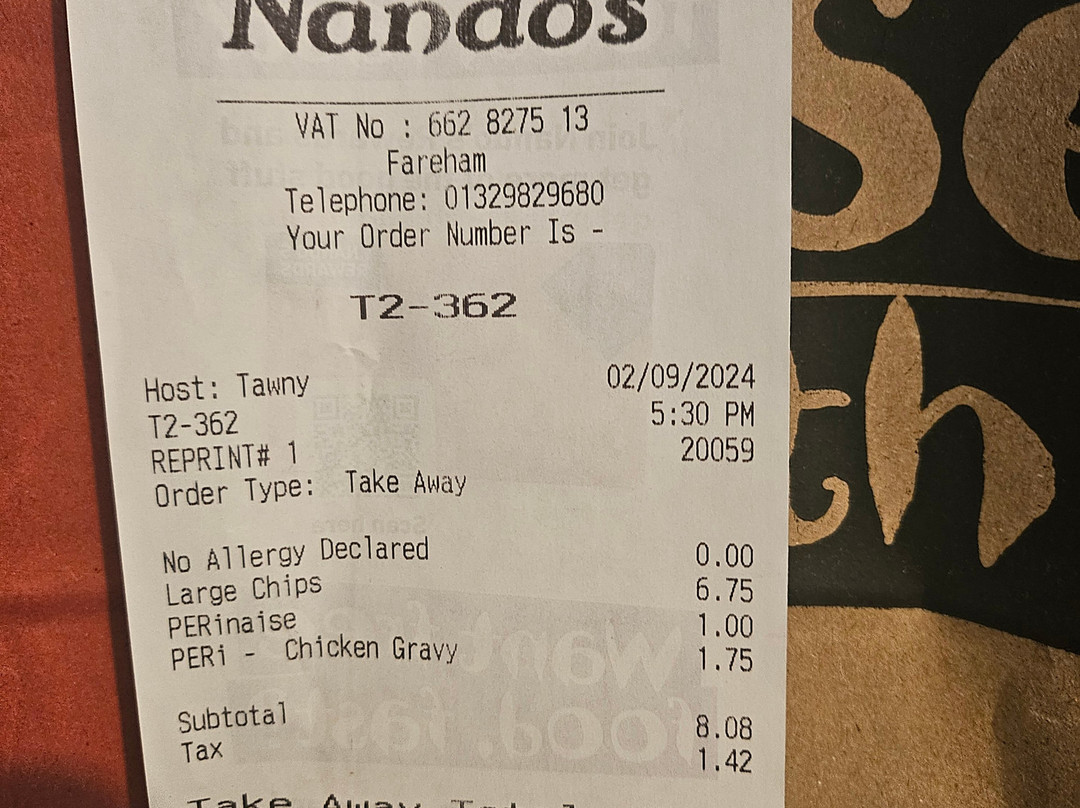 Nandos
VAT No : 662 8275 13
Fareham
Telephone: 01329829680
Your Order Number Is -
T2-362
Host: Tawny 02/09/2024
T2-362 5:30 PM
REPRINT# 1 20059
Order Type: Take Away
No Allergy Declared 0.00
Large Chips 6.75
PERinaise 1.00
PERi - Chicken Gravy 1.75
Subtotal 8.08
Tax 1.42
Take Away